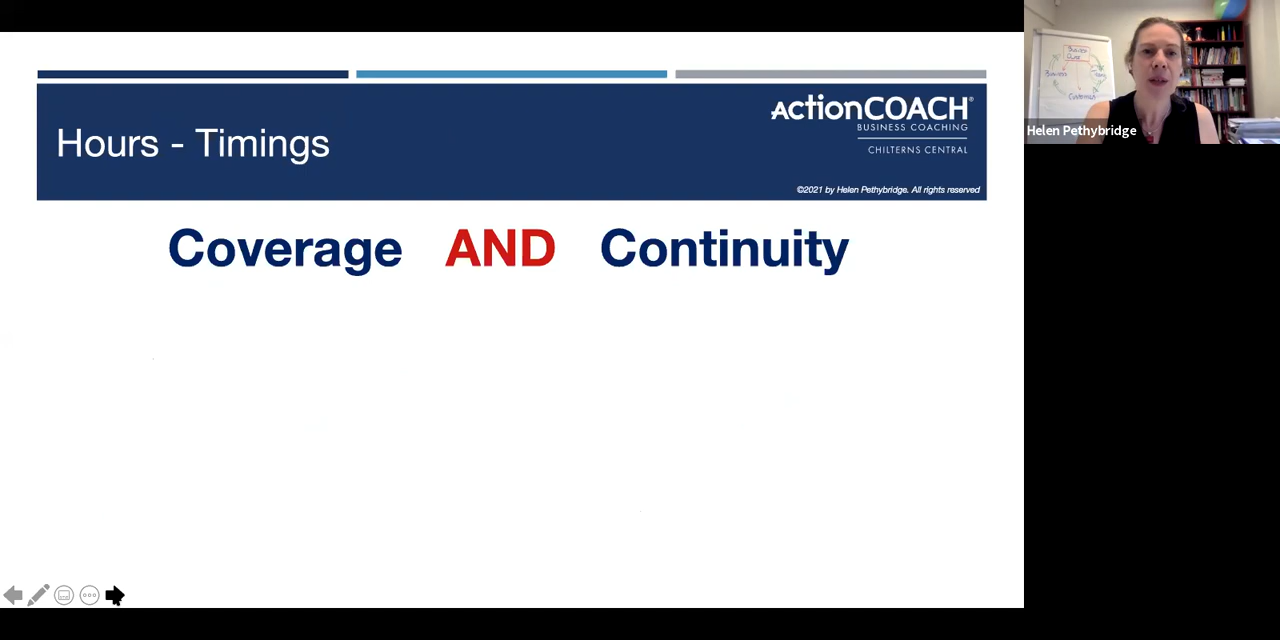 Hours - Timings
ActionCOACH®
BUSINESS COACHING
CHILTERNS CENTRAL
©2021 by Helen Pethybridge. All rights reserved
Coverage AND Continuity
Business
Helen Pethybridge